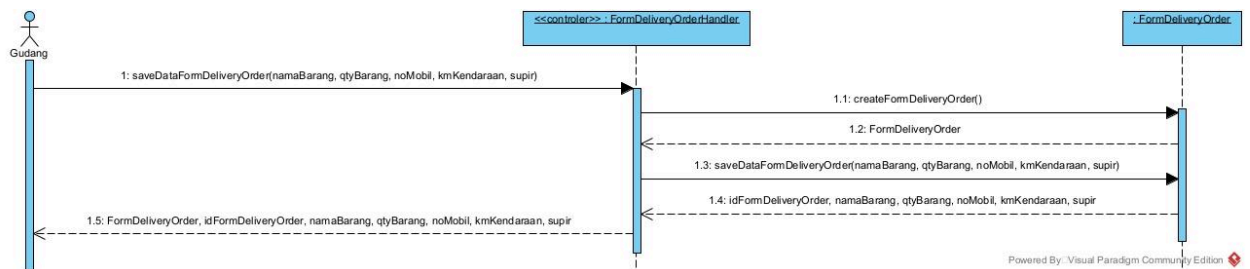 <<controler>> : FormDeliveryOrderHandler
: FormDeliveryOrder
Gudang
1: saveDataFormDeliveryOrder(namaBarang, qtyBarang, noMobil, kmKendaraan, supir)
1.1: createFormDeliveryOrder()
1.2: FormDeliveryOrder
1.3: saveDataFormDeliveryOrder(namaBarang, qtyBarang, noMobil, kmKendaraan, supir)
1.4: idFormDeliveryOrder, namaBarang, qtyBarang, noMobil, kmKendaraan, supir
1.5: FormDeliveryOrder, idFormDeliveryOrder, namaBarang, qtyBarang, noMobil, kmKendaraan, supir
Powered By: Visual Paradigm Community Edition